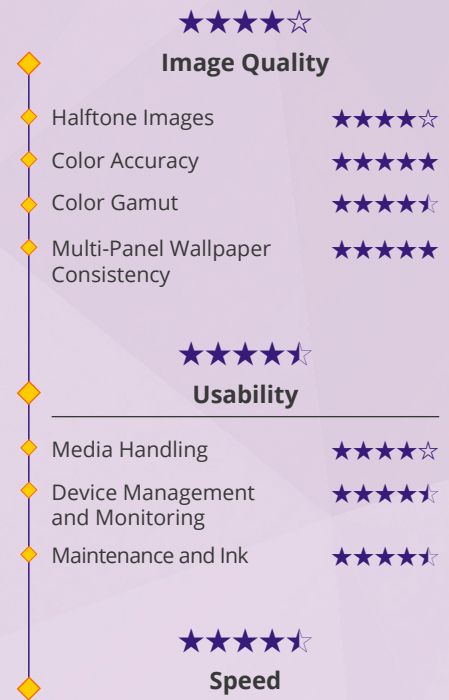 Image Quality
Halftone Images
Color Accuracy
Color Gamut
Multi-Panel Wallpaper
Consistency
Usability
Media Handling
Device Management
and Monitoring
Maintenance and Ink
Speed